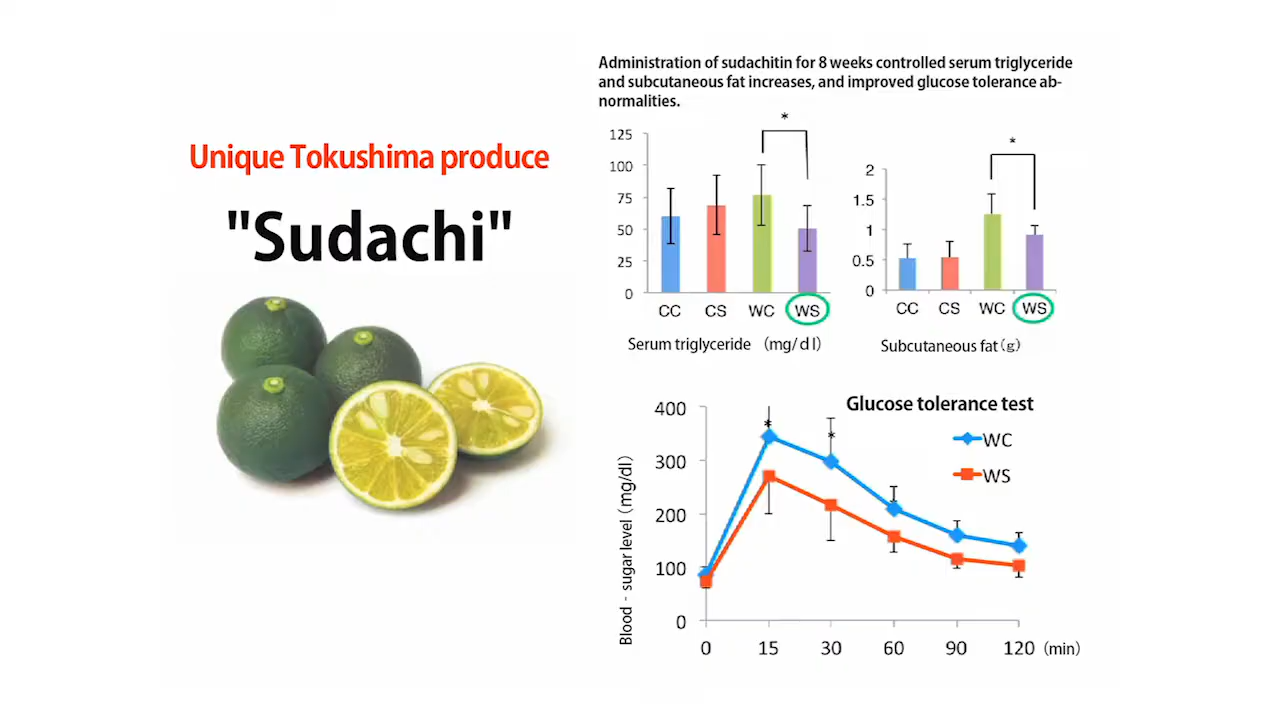 Unique Tokushima produce
"Sudachi"
Administration of sudachitin for 8 weeks controlled serum triglyceride
and subcutaneous fat increases, and improved glucose tolerance ab-
normalities.
*
125
100
75
50
25
0
CC CS WC WS
Serum triglyceride (mg/dl)
*
2
1.5
1
0.5
0
CC CS WC WS
Subcutaneous fat(g)
Glucose tolerance test
WC
WS
* *
Blood - sugar level (mg/dl)
400
300
200
100
0
0 15 30 60 90 120 (min)